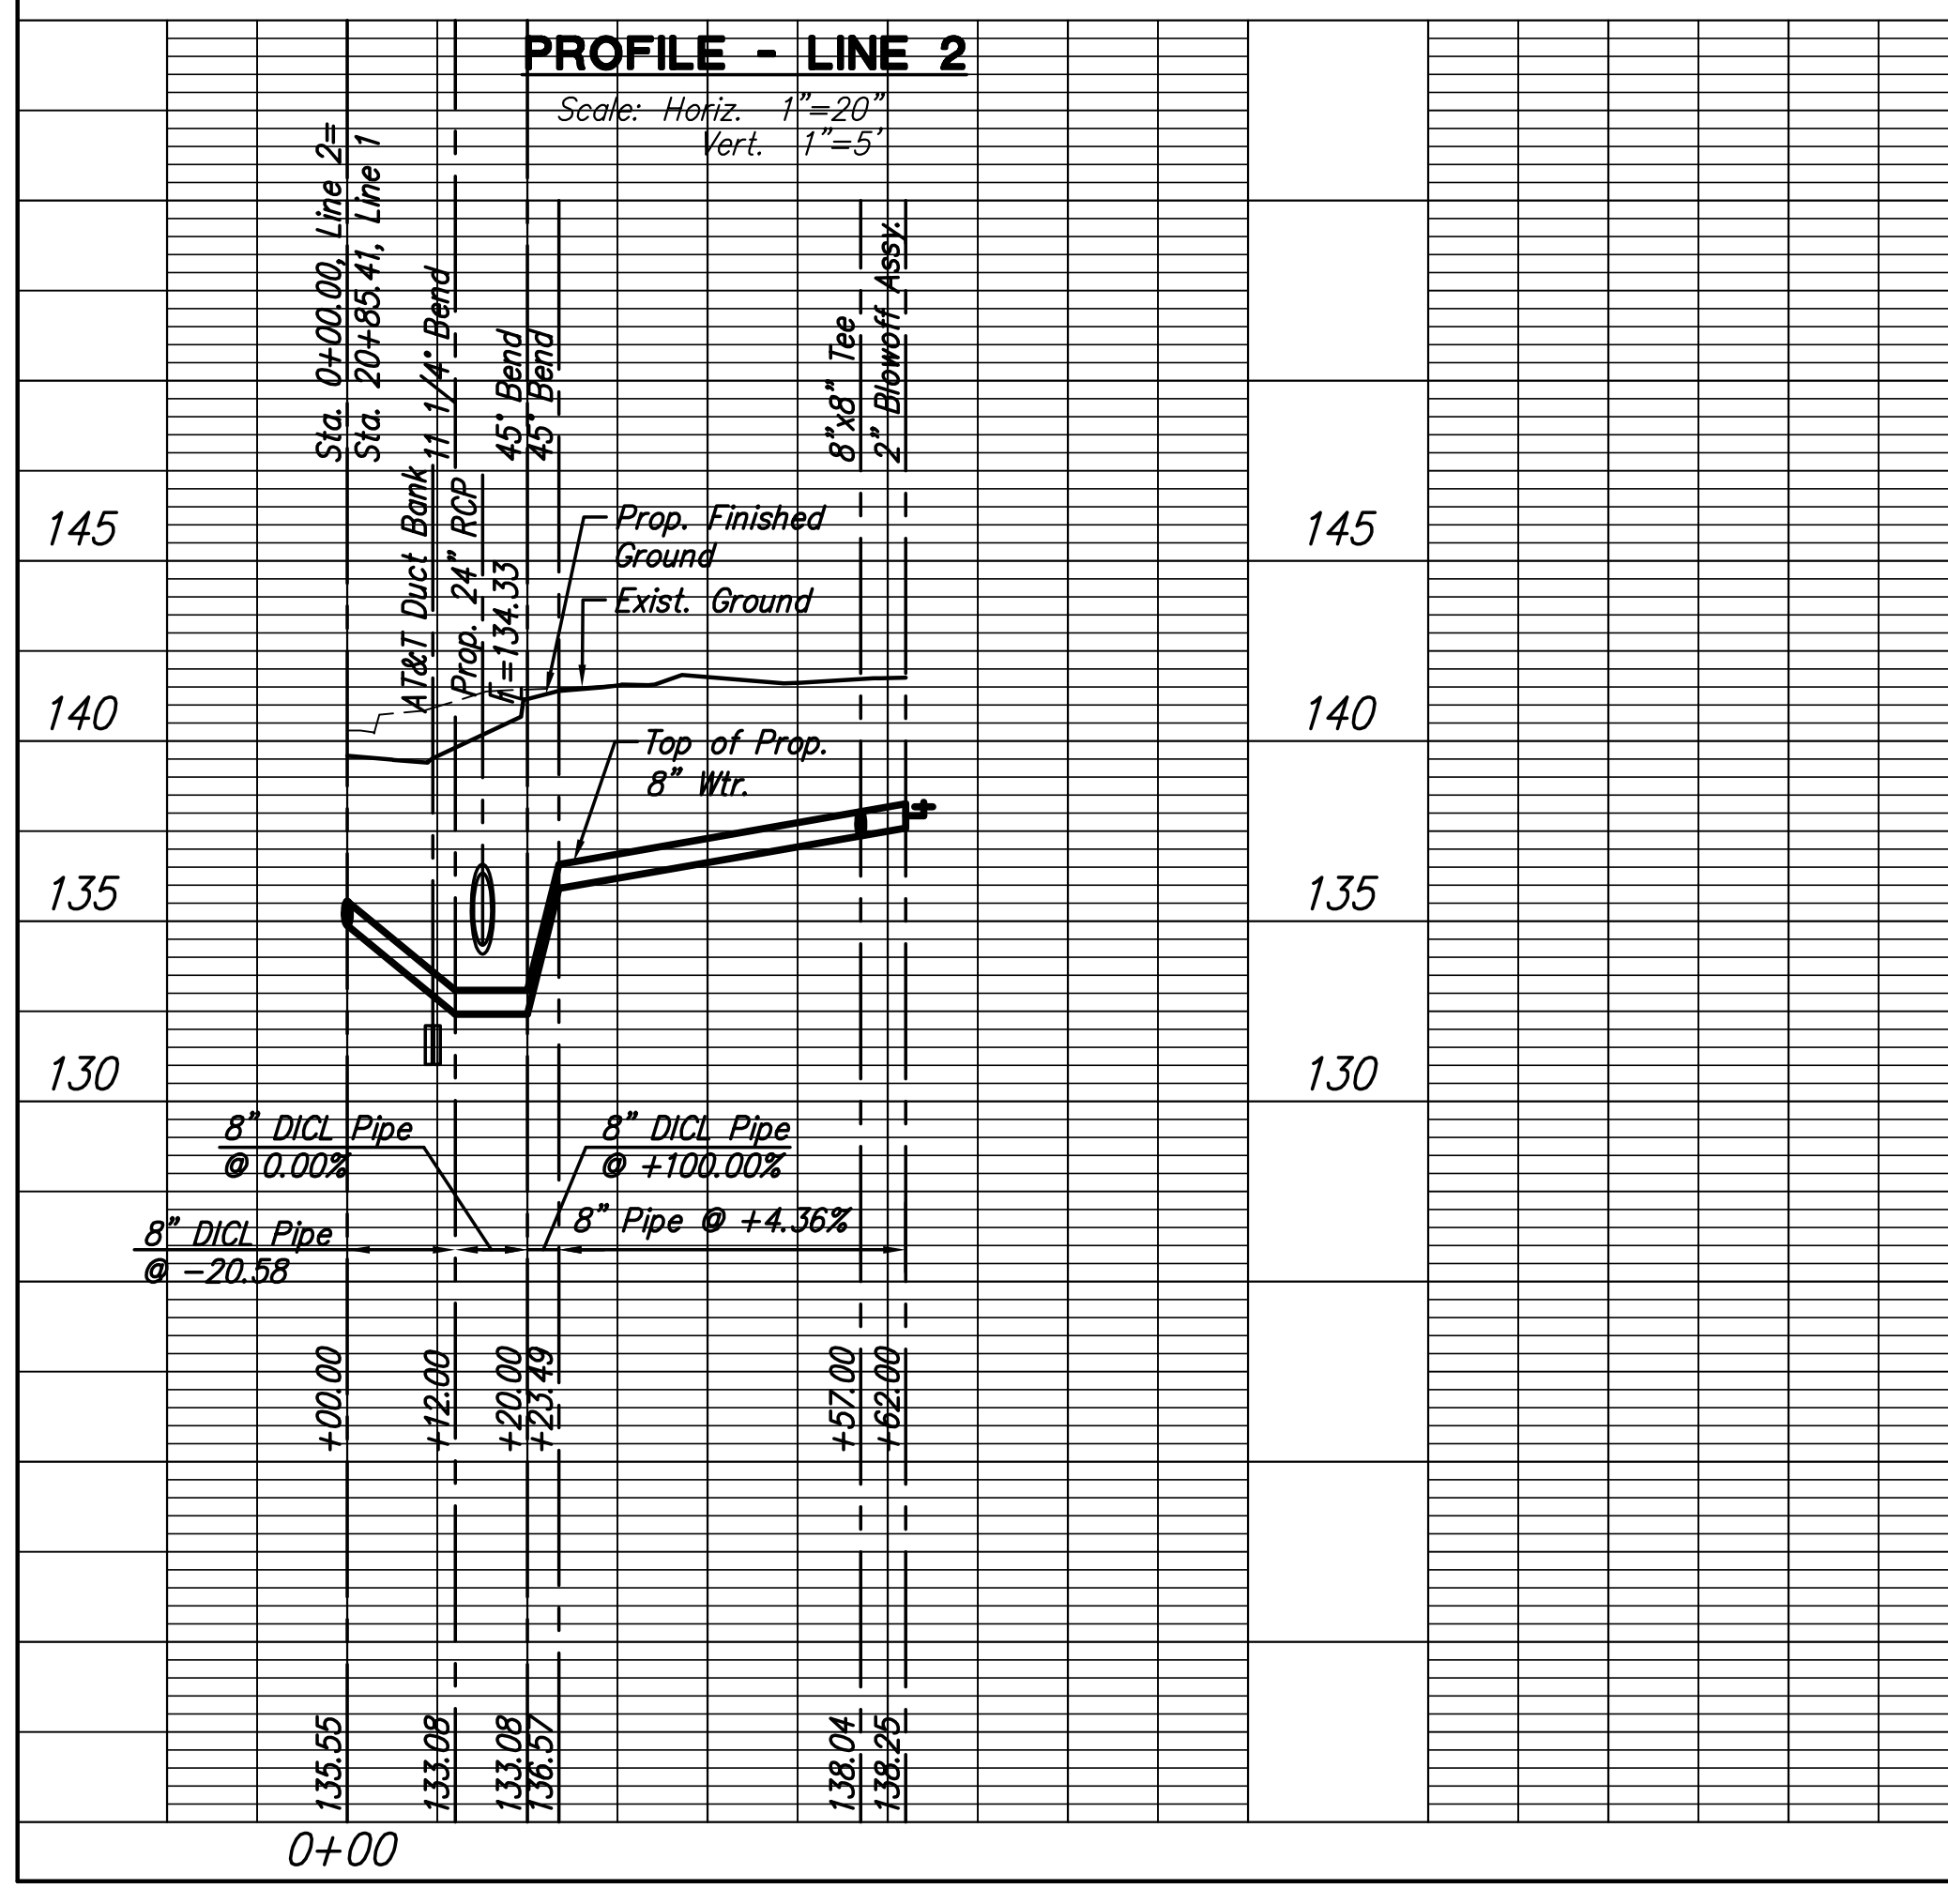 PROFILE - LINE 2
Scale: Horiz. 1"=20"
Vert. 1"=5'
Sta. 0+00.00, Line 2=
Sta. 20+85.41, Line 1
AT&T Duct Bank
11 1/4° Bend
Prop. 24" RCP
45° Bend
45° Bend
8"x8" Tee
2" Blowoff Assy.
Prop. Finished
Ground
Exist. Ground
Top of Prop.
8" Wtr.
145
140
135
130
145
140
135
130
8" DICL Pipe
@ 0.00%
8" DICL Pipe
@ +100.00%
8" Pipe @ +4.36%
8" DICL Pipe
@ -20.58
+00.00
+12.00
+20.00
+23.49
+57.00
+62.00
135.55
133.08
133.08
136.57
138.04
138.25
0+00